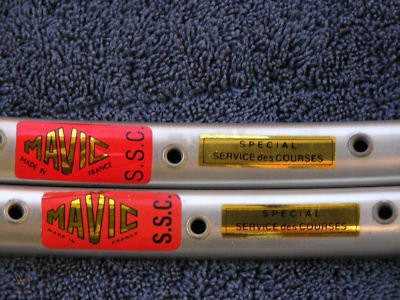 MAVIC
MADE IN FRANCE
S.S.C.
SPECIAL
SERVICE des COURSES
MAVIC
MADE IN FRANCE
S.S.C.
SPECIAL
SERVICE des COURSES